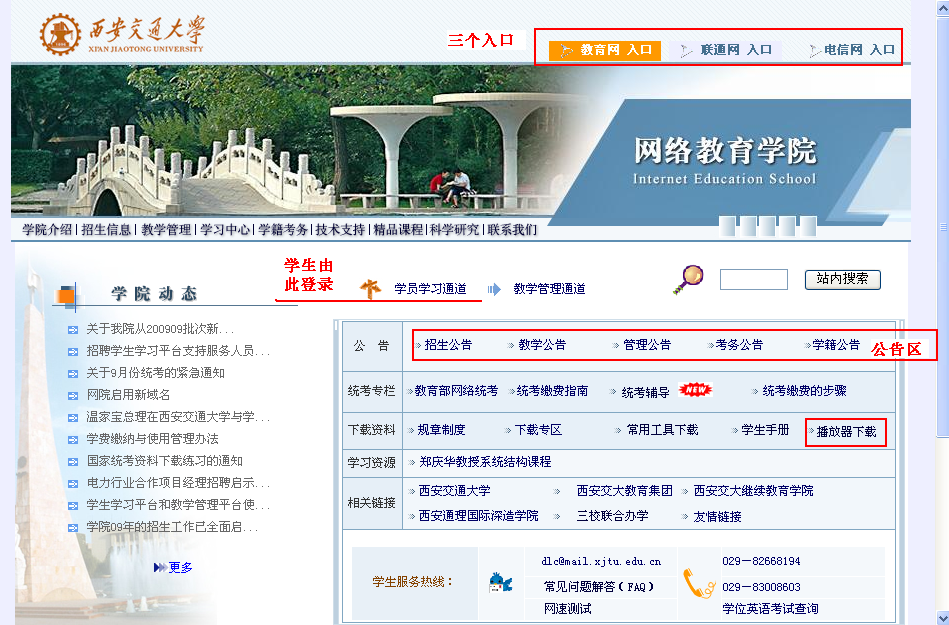 西安交通大学
XI'AN JIAOTONG UNIVERSITY
三个入口
教育网 入口 联通网 入口 电信网 入口
网络教育学院
Internet Education School
学院介绍 | 招生信息 | 教学管理 | 学习中心 | 学籍考务 | 技术支持 | 精品课程 | 科学研究 | 联系我们
学生由
此登录
学员学习通道 教学管理通道 站内搜索
学院动态
关于我院从200909批次新...
招聘学生学习平台支持服务人员...
关于9月份统考的紧急通知
网院启用新域名
温家宝总理在西安交通大学与学...
学费缴纳与使用管理办法
国家统考资料下载练习的通知
电力行业合作项目经理招聘启示...
学生学习平台和教学管理平台使...
学院09年的招生工作已全面启...
更多
公 告 »招生公告 »教学公告 »管理公告 »考务公告 »学籍公告 公告区
统考专栏 »教育部网络统考 »统考缴费指南 »统考辅导 NEW »统考缴费的步骤
下载资料 »规章制度 »下载专区 »常用工具下载 »学生手册 »播放器下载
学习资源 »郑庆华教授系统结构课程
相关链接 »西安交通大学 »西安交大教育集团 »西安交大继续教育学院
»西安通理国际深造学院 »三校联合办学 »友情链接
学生服务热线：
dlc@mail.xjtu.edu.cn
常见问题解答(FAQ)
网速测试
029-82668194
029-83008603
学位英语考试查询